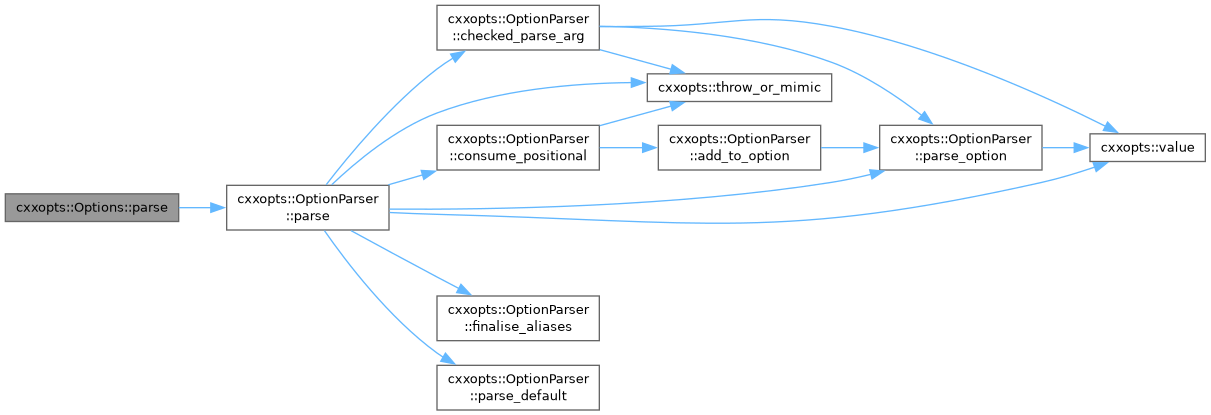 cxxopts::OptionParser
::checked_parse_arg
cxxopts::throw_or_mimic
cxxopts::OptionParser
::consume_positional
cxxopts::OptionParser
::add_to_option
cxxopts::OptionParser
::parse_option
cxxopts::value
cxxopts::Options::parse
cxxopts::OptionParser
::parse
cxxopts::OptionParser
::finalise_aliases
cxxopts::OptionParser
::parse_default